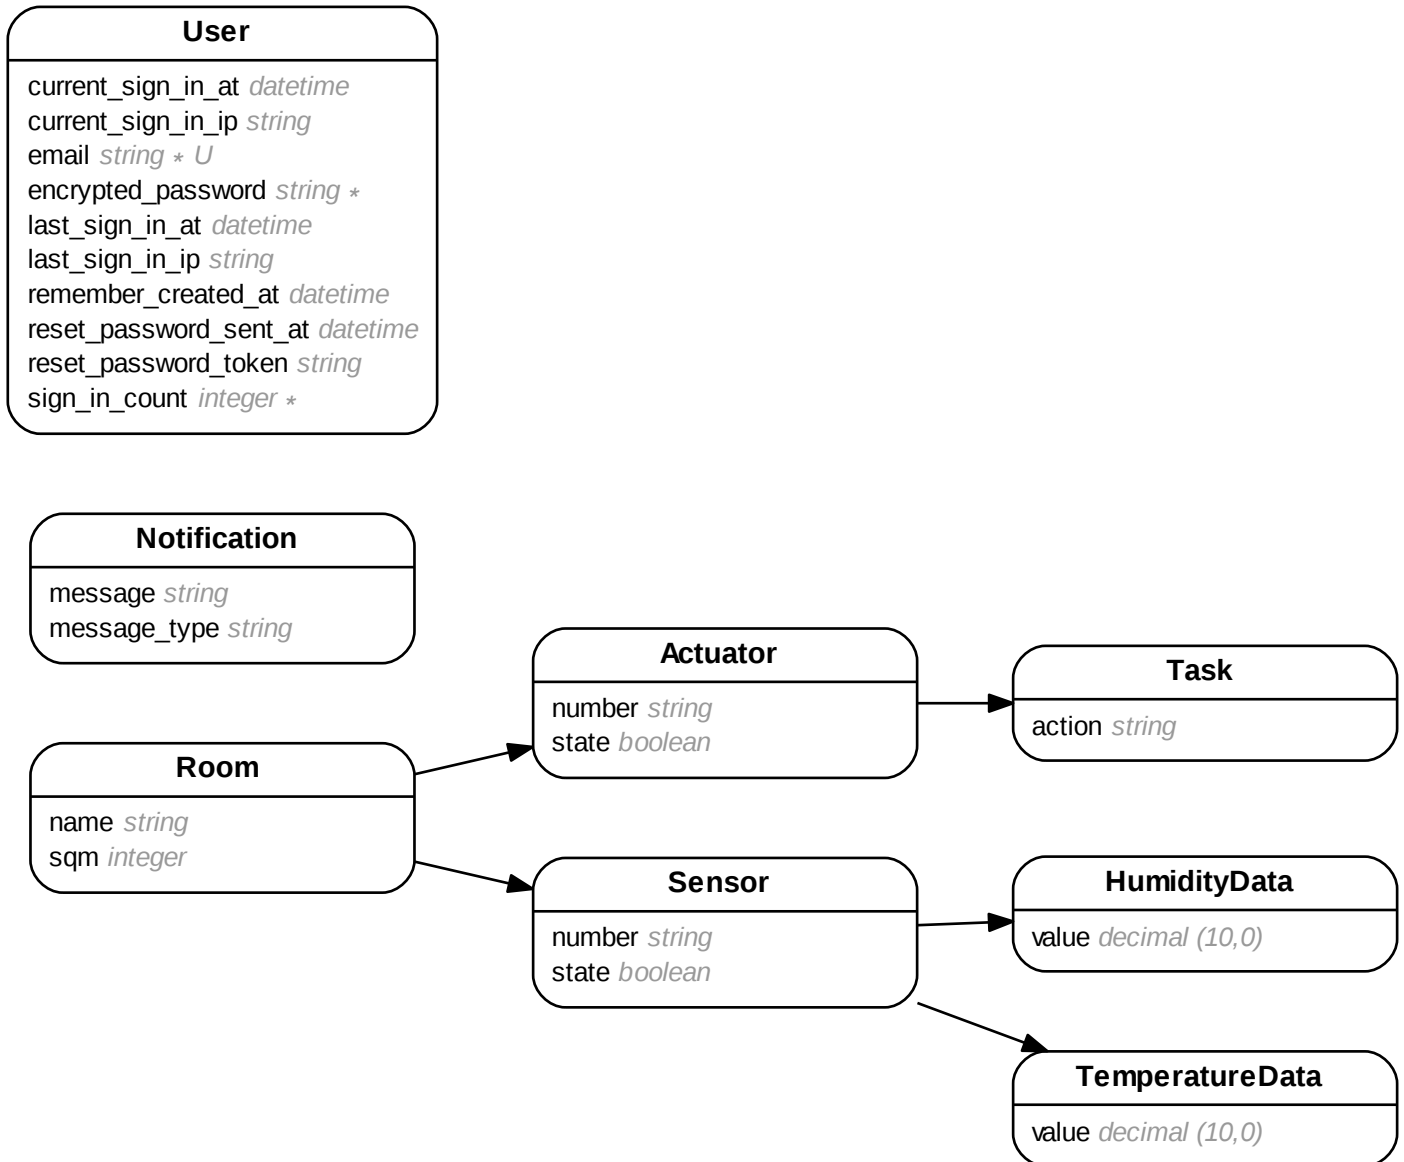 User
current_sign_in_at datetime
current_sign_in_ip string
email string * U
encrypted_password string *
last_sign_in_at datetime
last_sign_in_ip string
remember_created_at datetime
reset_password_sent_at datetime
reset_password_token string
sign_in_count integer *
Notification
message string
message_type string
Room
name string
sqm integer
Actuator
number string
state boolean
Sensor
number string
state boolean
Task
action string
HumidityData
value decimal (10,0)
TemperatureData
value decimal (10,0)